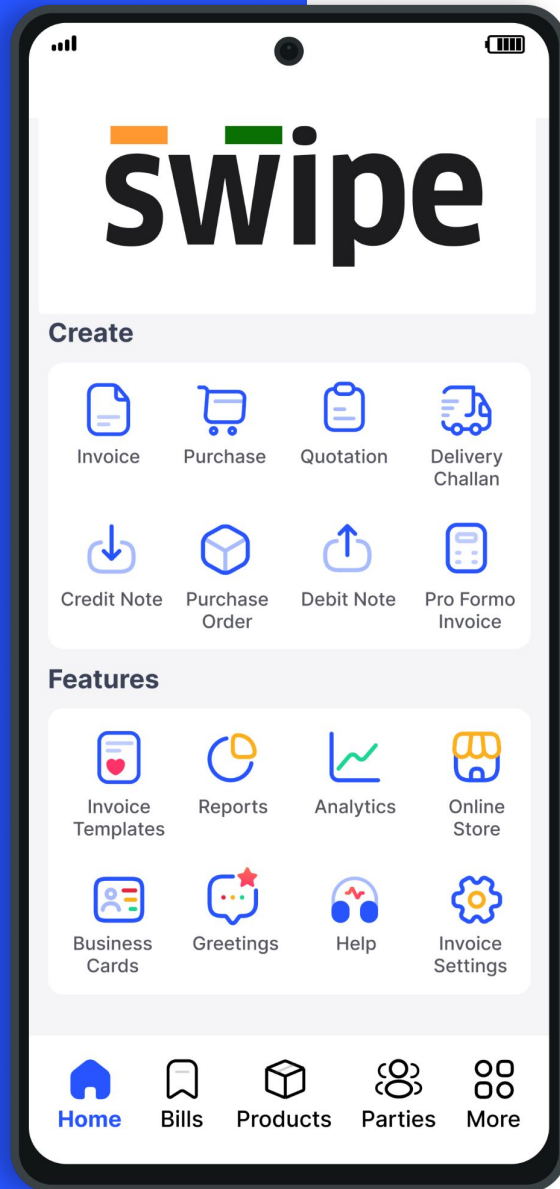 swipe
Create
Invoice Purchase Quotation Delivery Challan
Credit Note Purchase Order Debit Note Pro Formo Invoice
Features
Invoice Templates Reports Analytics Online Store
Business Cards Greetings Help Invoice Settings
Home Bills Products Parties More